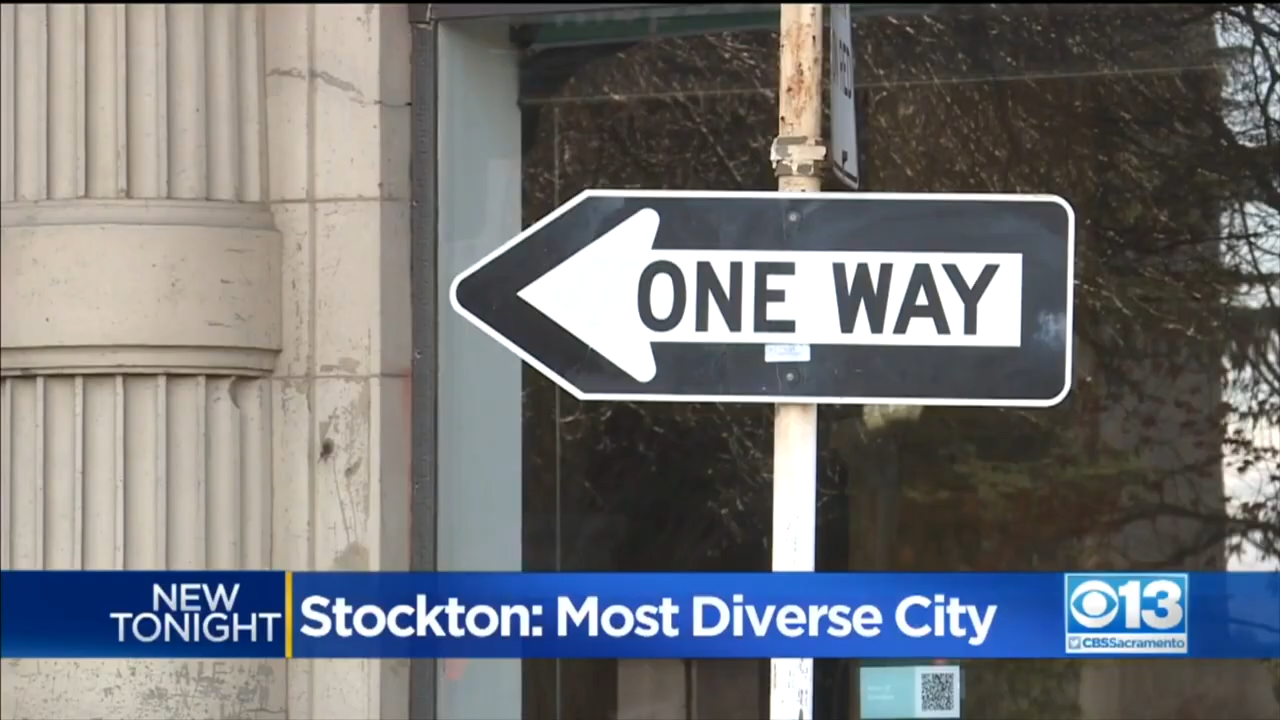 ONE WAY
NEW
TONIGHT
Stockton: Most Diverse City
13
CBSSacramento